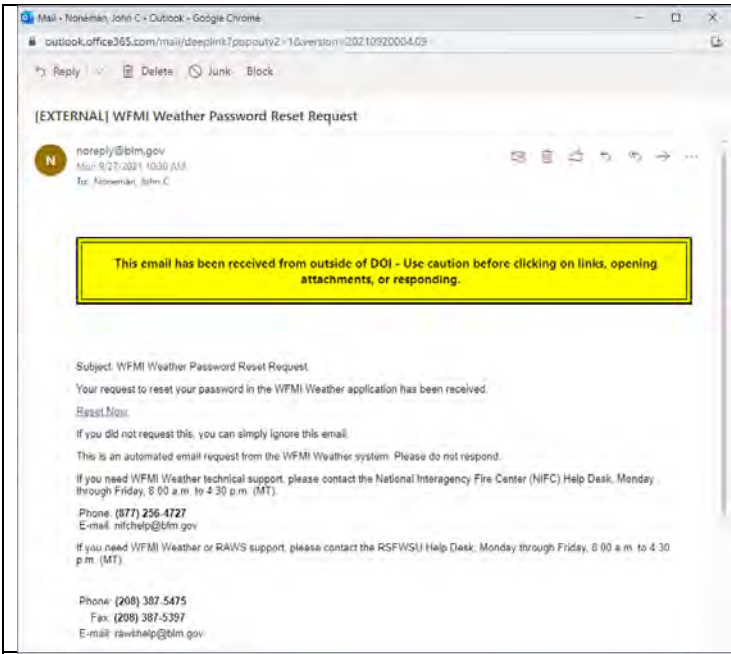 Mail - Noneman, John C - Outlook - Google Chrome
outlook.office365.com/mail/deeplink?popoutv2=1&version=20210920004.09
Reply Delete Junk Block
[EXTERNAL] WFMI Weather Password Reset Request
N
noreply@blm.gov
Mon 9/27/2021 10:30 AM
To: Noneman, John C
This email has been received from outside of DOI - Use caution before clicking on links, opening
attachments, or responding.
Subject: WFMI Weather Password Reset Request
Your request to reset your password in the WFMI Weather application has been received.
Reset Now
If you did not request this, you can simply ignore this email.
This is an automated email request from the WFMI Weather system. Please do not respond.
If you need WFMI Weather technical support, please contact the National Interagency Fire Center (NIFC) Help Desk, Monday
through Friday, 8:00 a.m. to 4:30 p.m. (MT).
Phone: (877) 256-4727
E-mail: nifchelp@blm.gov
If you need WFMI Weather or RAWS support, please contact the RSFWSU Help Desk, Monday through Friday, 8:00 a.m. to 4:30
p.m. (MT)
Phone: (208) 387-5475
Fax: (208) 387-5397
E-mail: rawshelp@blm.gov